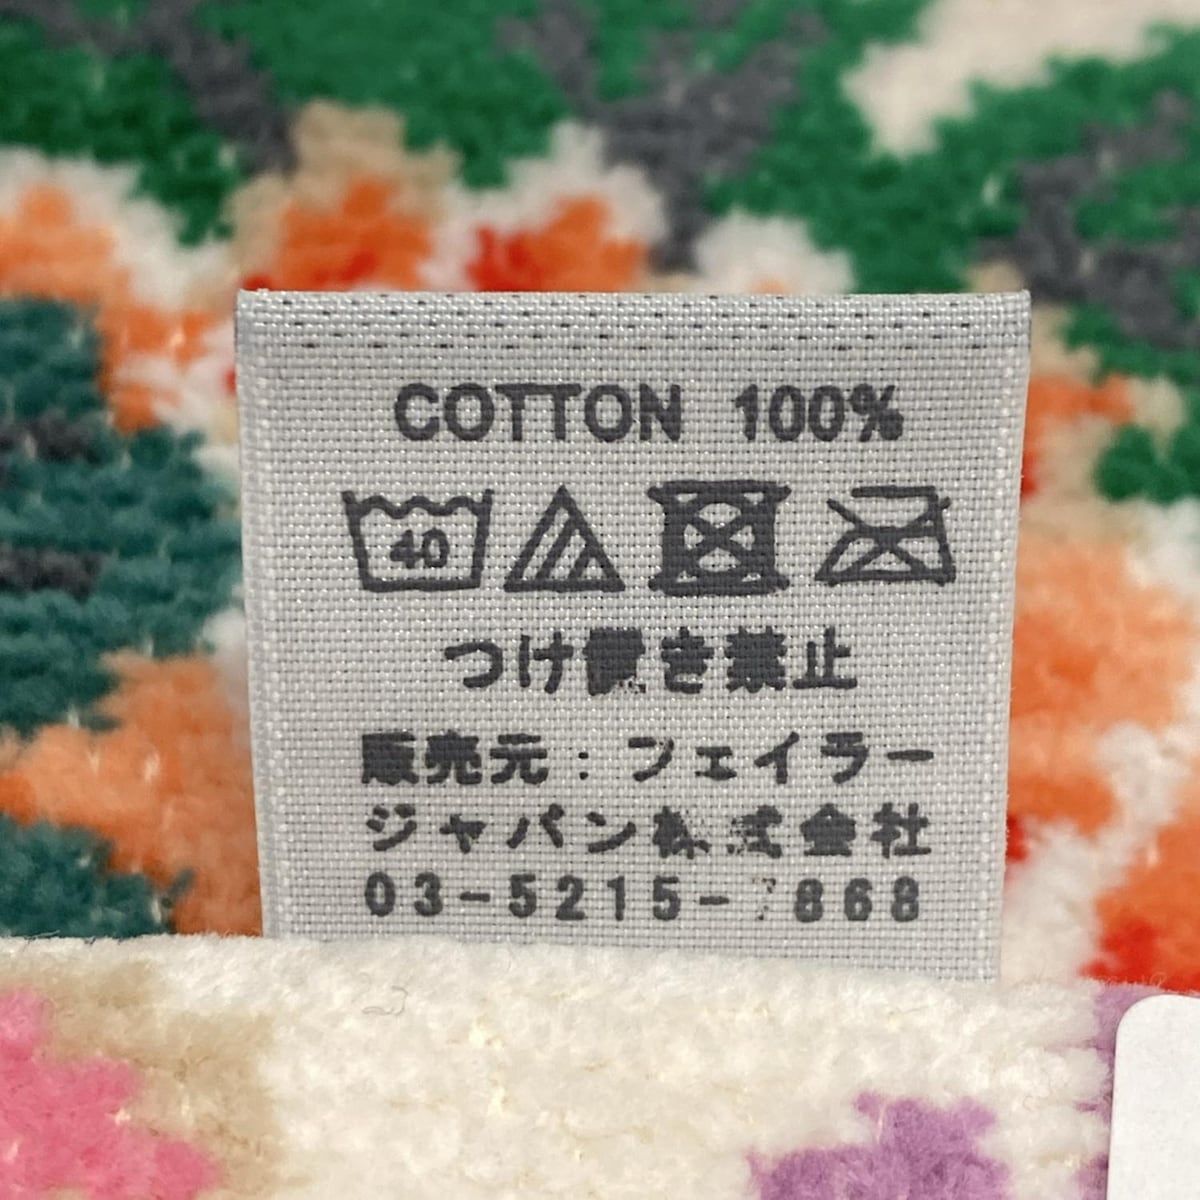 COTTON 100%
40
つけ置き禁止
販売元：フェイラー
ジャパン株式会社
03-5215-7868